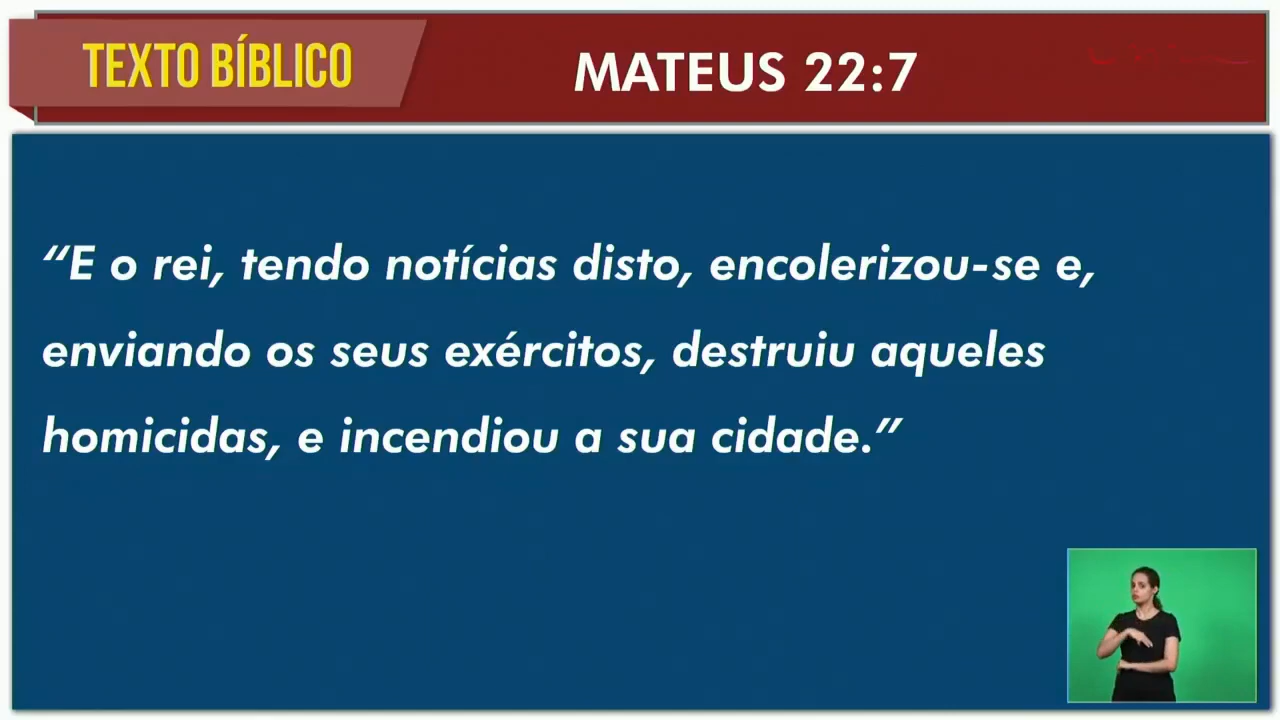 TEXTO BÍBLICO
MATEUS 22:7
“E o rei, tendo notícias disto, encolerizou-se e,
enviando os seus exércitos, destruiu aqueles
homicidas, e incendiou a sua cidade.”